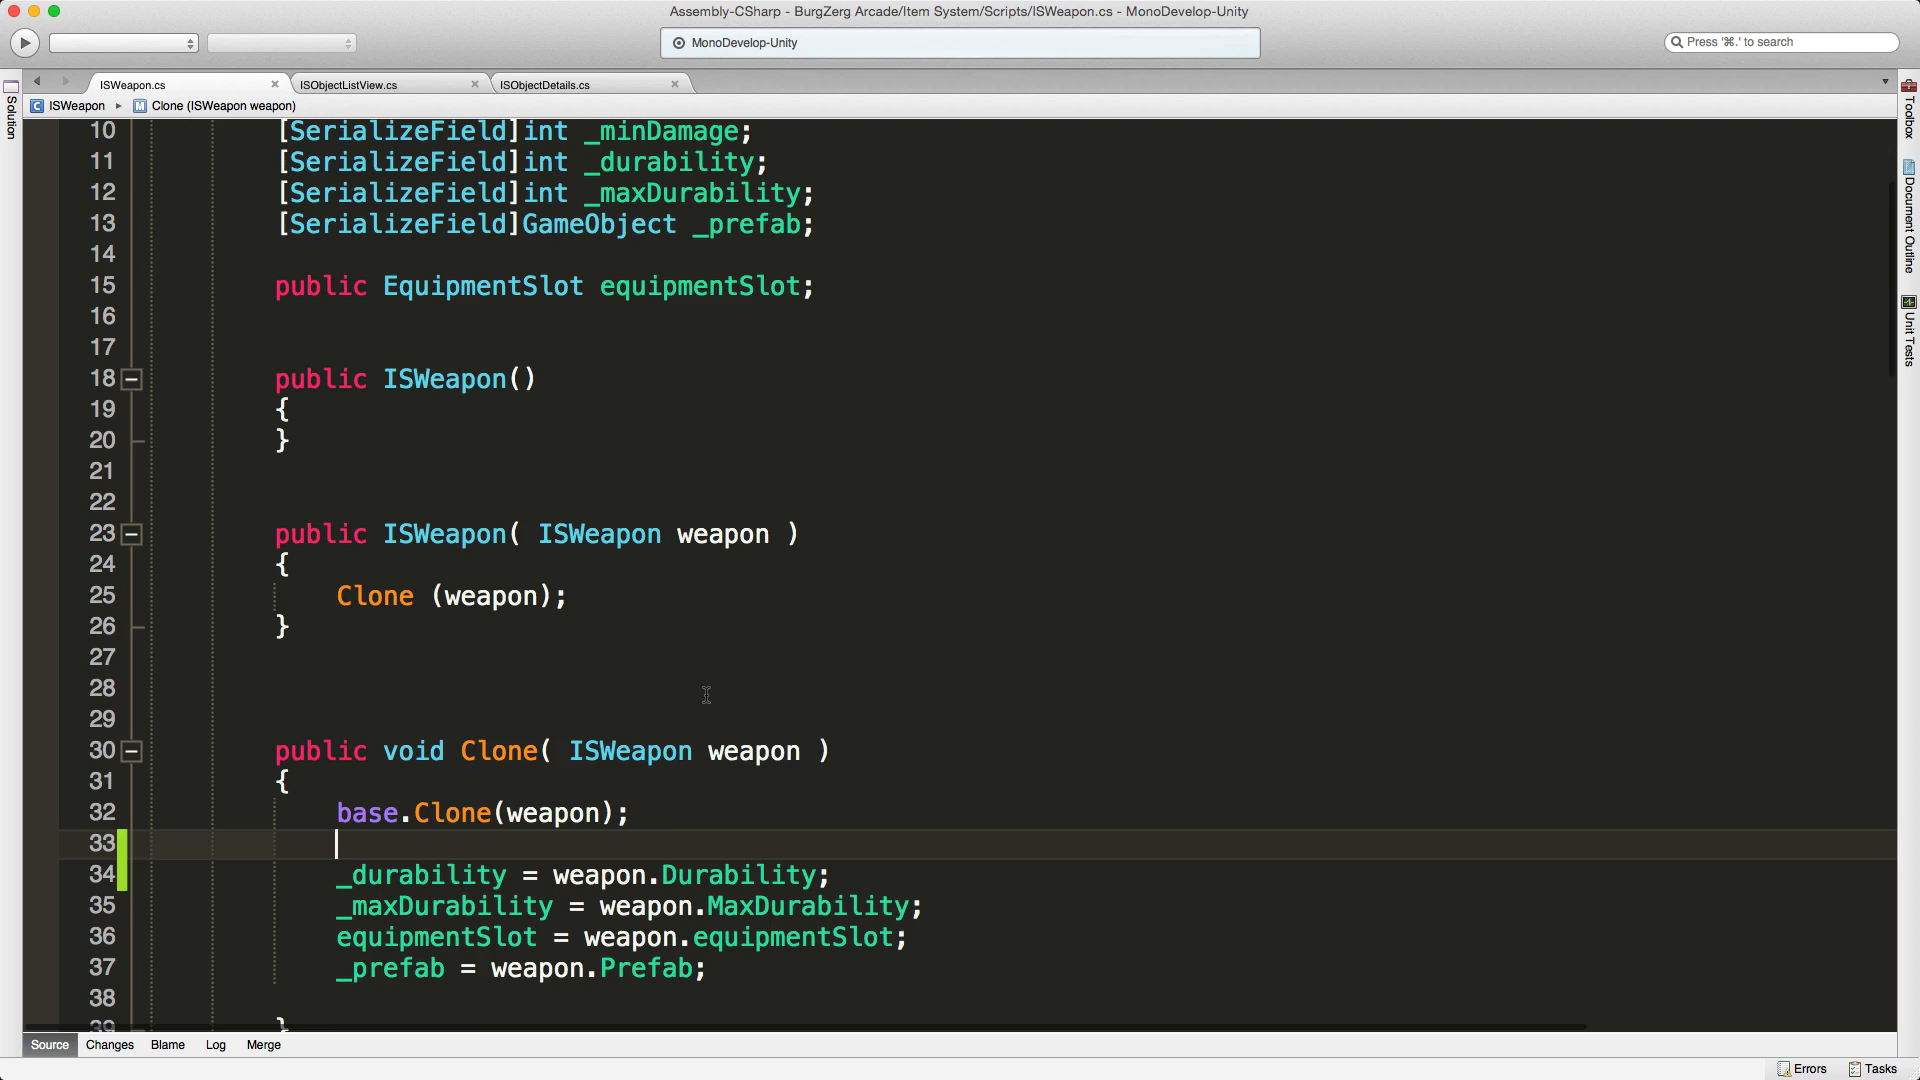 Assembly-CSharp - BurgZerg Arcade/Item System/Scripts/ISWeapon.cs - MonoDevelop-Unity
MonoDevelop-Unity
Press '⌘.' to search
ISWeapon.cs
ISObjectListView.cs
ISObjectDetails.cs
ISWeapon ▸ M Clone (ISWeapon weapon)
Solution
Toolbox
Document Outline
Unit Tests
10 [SerializeField]int _minDamage;
11 [SerializeField]int _durability;
12 [SerializeField]int _maxDurability;
13 [SerializeField]GameObject _prefab;
14
15 public EquipmentSlot equipmentSlot;
16
17
18 public ISWeapon()
19 {
20 }
21
22
23 public ISWeapon( ISWeapon weapon )
24 {
25 Clone (weapon);
26 }
27
28
29
30 public void Clone( ISWeapon weapon )
31 {
32 base.Clone(weapon);
33
34 _durability = weapon.Durability;
35 _maxDurability = weapon.MaxDurability;
36 equipmentSlot = weapon.equipmentSlot;
37 _prefab = weapon.Prefab;
38
39 }
Source Changes Blame Log Merge
Errors Tasks